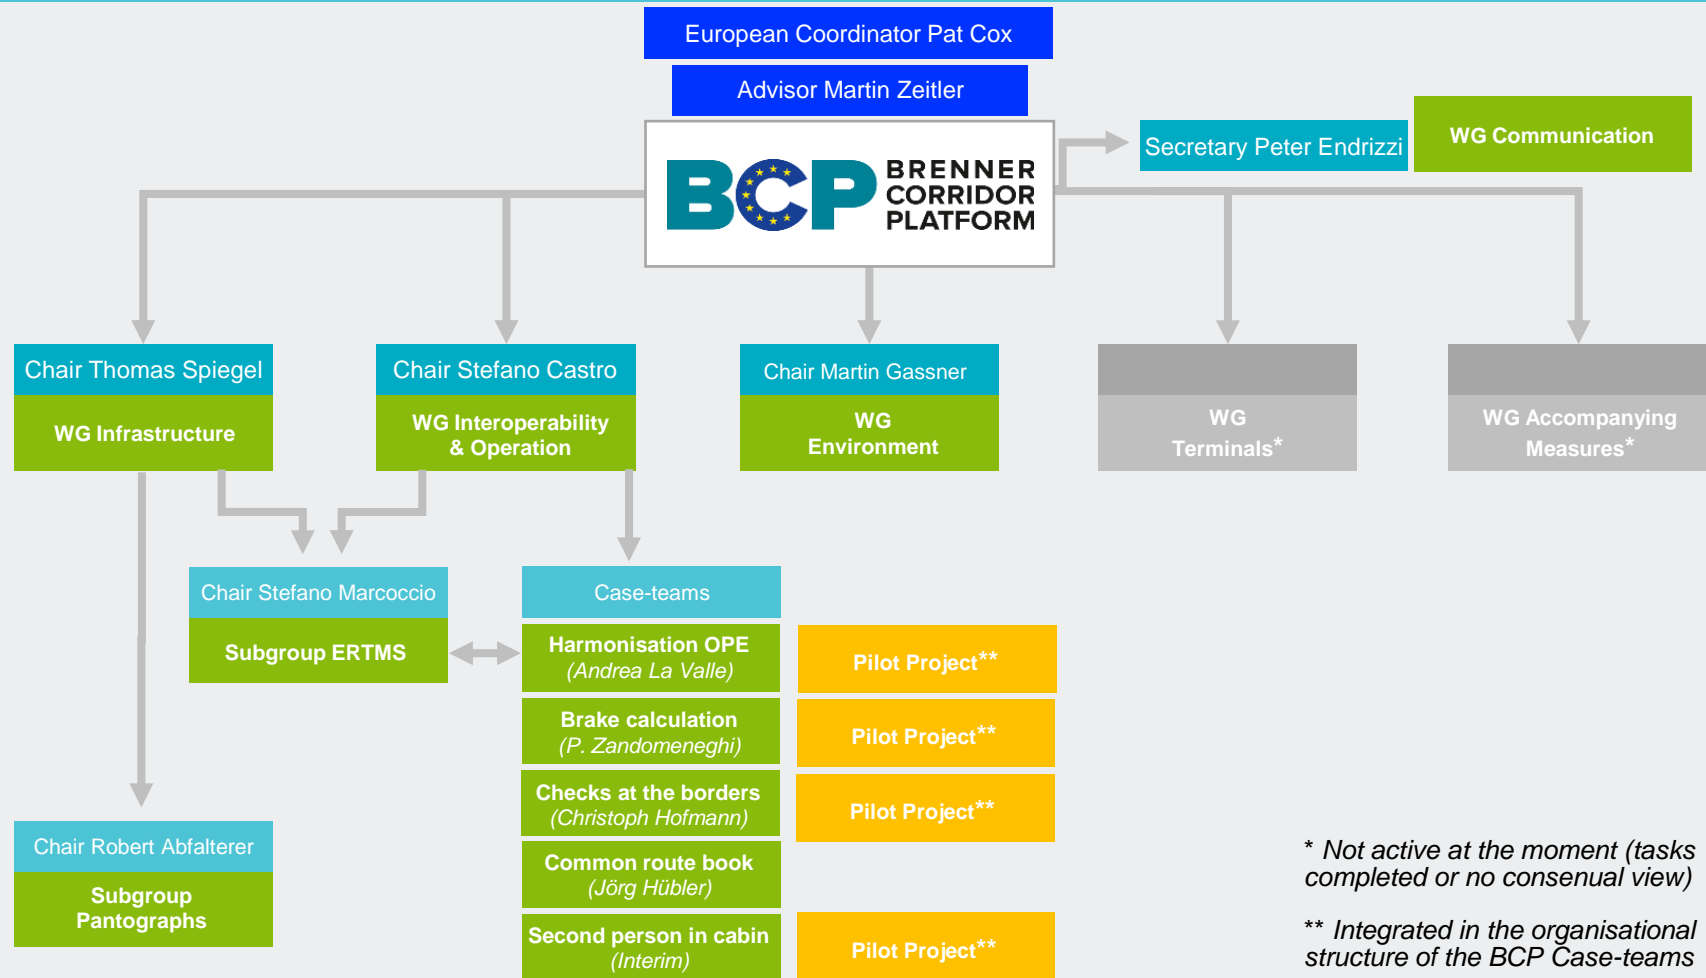 European Coordinator Pat Cox
Advisor Martin Zeitler
BCP BRENNER
CORRIDOR
PLATFORM
Secretary Peter Endrizzi
WG Communication
Chair Thomas Spiegel
WG Infrastructure
Chair Stefano Castro
WG Interoperability
& Operation
Chair Martin Gassner
WG
Environment
WG
Terminals*
WG Accompanying
Measures*
Chair Stefano Marcoccio
Subgroup ERTMS
Case-teams
Harmonisation OPE
(Andrea La Valle)
Pilot Project**
Brake calculation
(P. Zandomeneghi)
Pilot Project**
Checks at the borders
(Christoph Hofmann)
Pilot Project**
Common route book
(Jörg Hübler)
Second person in cabin
(Interim)
Pilot Project**
Chair Robert Abfalterer
Subgroup
Pantographs
* Not active at the moment (tasks
completed or no consenual view)
** Integrated in the organisational
structure of the BCP Case-teams